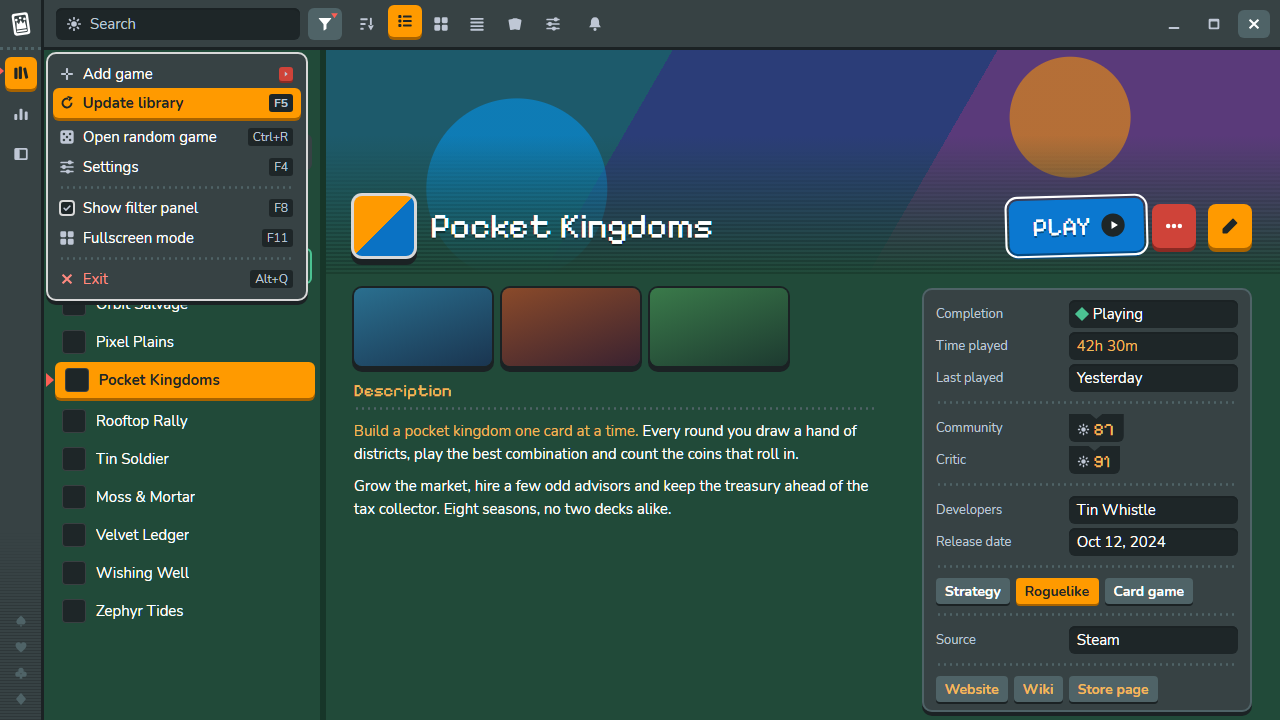 Search
Add game
Update library F5
Open random game Ctrl+R
Settings F4
Show filter panel F8
Fullscreen mode F11
Exit Alt+Q
Pixel Plains
Pocket Kingdoms
Rooftop Rally
Tin Soldier
Moss & Mortar
Velvet Ledger
Wishing Well
Zephyr Tides
Pocket Kingdoms
PLAY
Description
Build a pocket kingdom one card at a time. Every round you draw a hand of
districts, play the best combination and count the coins that roll in.
Grow the market, hire a few odd advisors and keep the treasury ahead of the
tax collector. Eight seasons, no two decks alike.
Completion Playing
Time played 42h 30m
Last played Yesterday
Community 87
Critic 91
Developers Tin Whistle
Release date Oct 12, 2024
Strategy Roguelike Card game
Source Steam
Website Wiki Store page